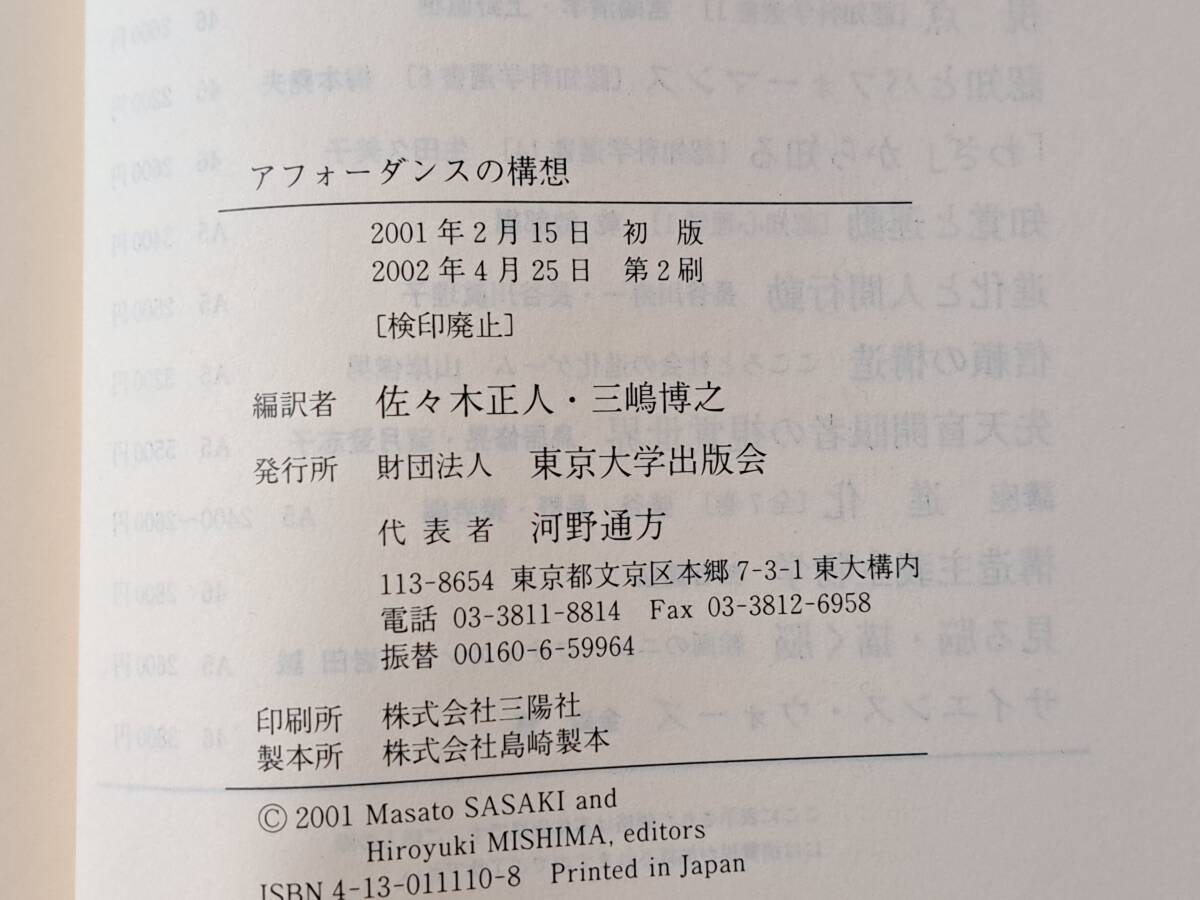 アフォーダンスの構想
2001年2月15日 初 版
2002年4月25日 第2刷
[検印廃止]
編訳者 佐々木正人・三嶋博之
発行所 財団法人 東京大学出版会
代表者 河野通方
113-8654 東京都文京区本郷7-3-1東大構内
電話 03-3811-8814 Fax 03-3812-6958
振替 00160-6-59964
印刷所 株式会社三陽社
製本所 株式会社島崎製本
© 2001 Masato SASAKI and
Hiroyuki MISHIMA, editors
ISBN 4-13-011110-8 Printed in Japan